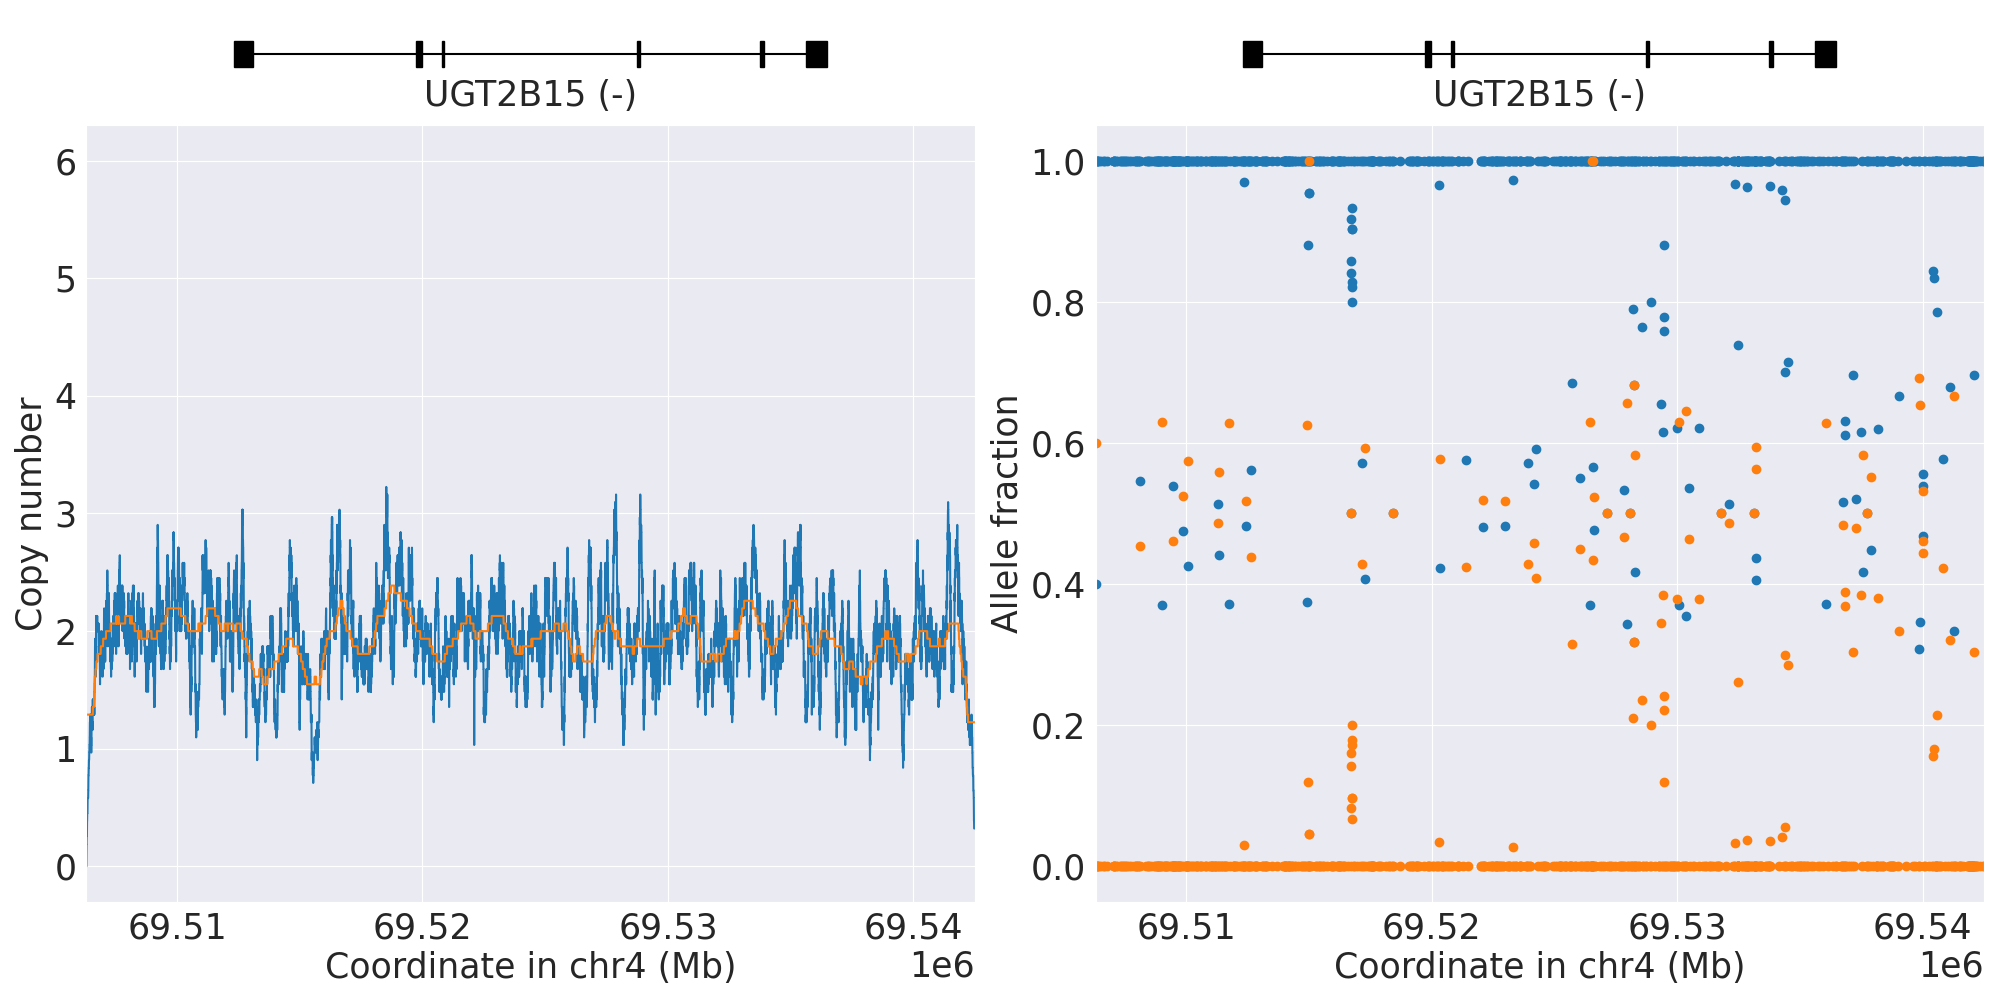 UGT2B15 (-)
UGT2B15 (-)
Copy number
6
5
4
3
2
1
0
69.51 69.52 69.53 69.54
Coordinate in chr4 (Mb)
1e6
Allele fraction
1.0
0.8
0.6
0.4
0.2
0.0
69.51 69.52 69.53 69.54
Coordinate in chr4 (Mb)
1e6